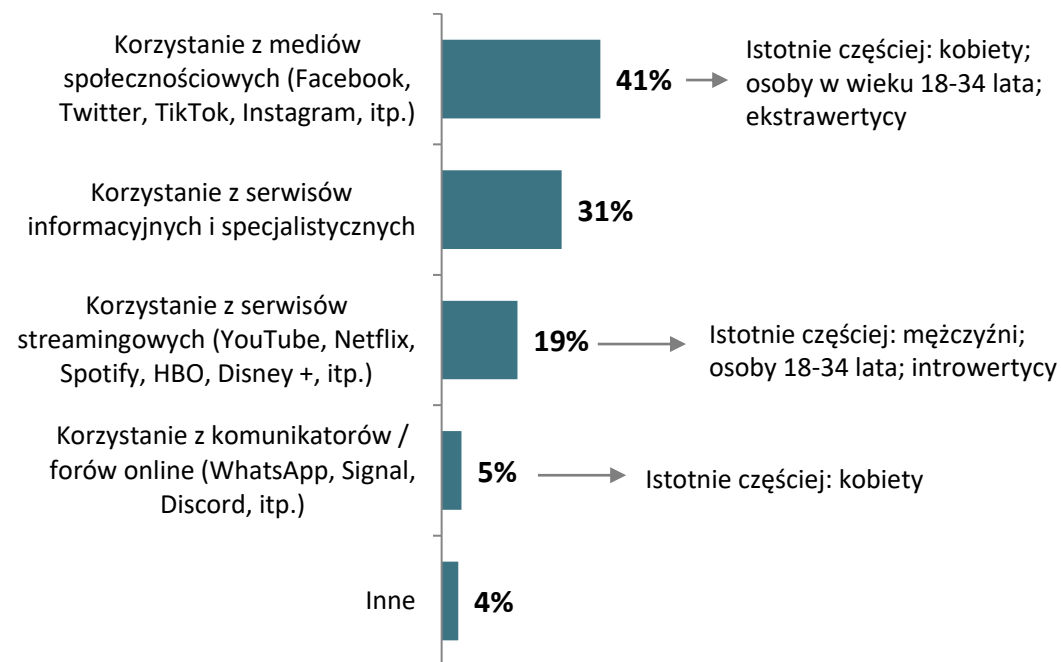 Korzystanie z mediów
społecznościowych (Facebook,
Twitter, TikTok, Instagram, itp.)
41%
Istotnie częściej: kobiety;
osoby w wieku 18-34 lata;
ekstrawertycy
Korzystanie z serwisów
informacyjnych i specjalistycznych
31%
Korzystanie z serwisów
streamingowych (YouTube, Netflix,
Spotify, HBO, Disney +, itp.)
19%
Istotnie częściej: mężczyźni;
osoby 18-34 lata; introwertycy
Korzystanie z komunikatorów /
forów online (WhatsApp, Signal,
Discord, itp.)
5%
Istotnie częściej: kobiety
Inne
4%